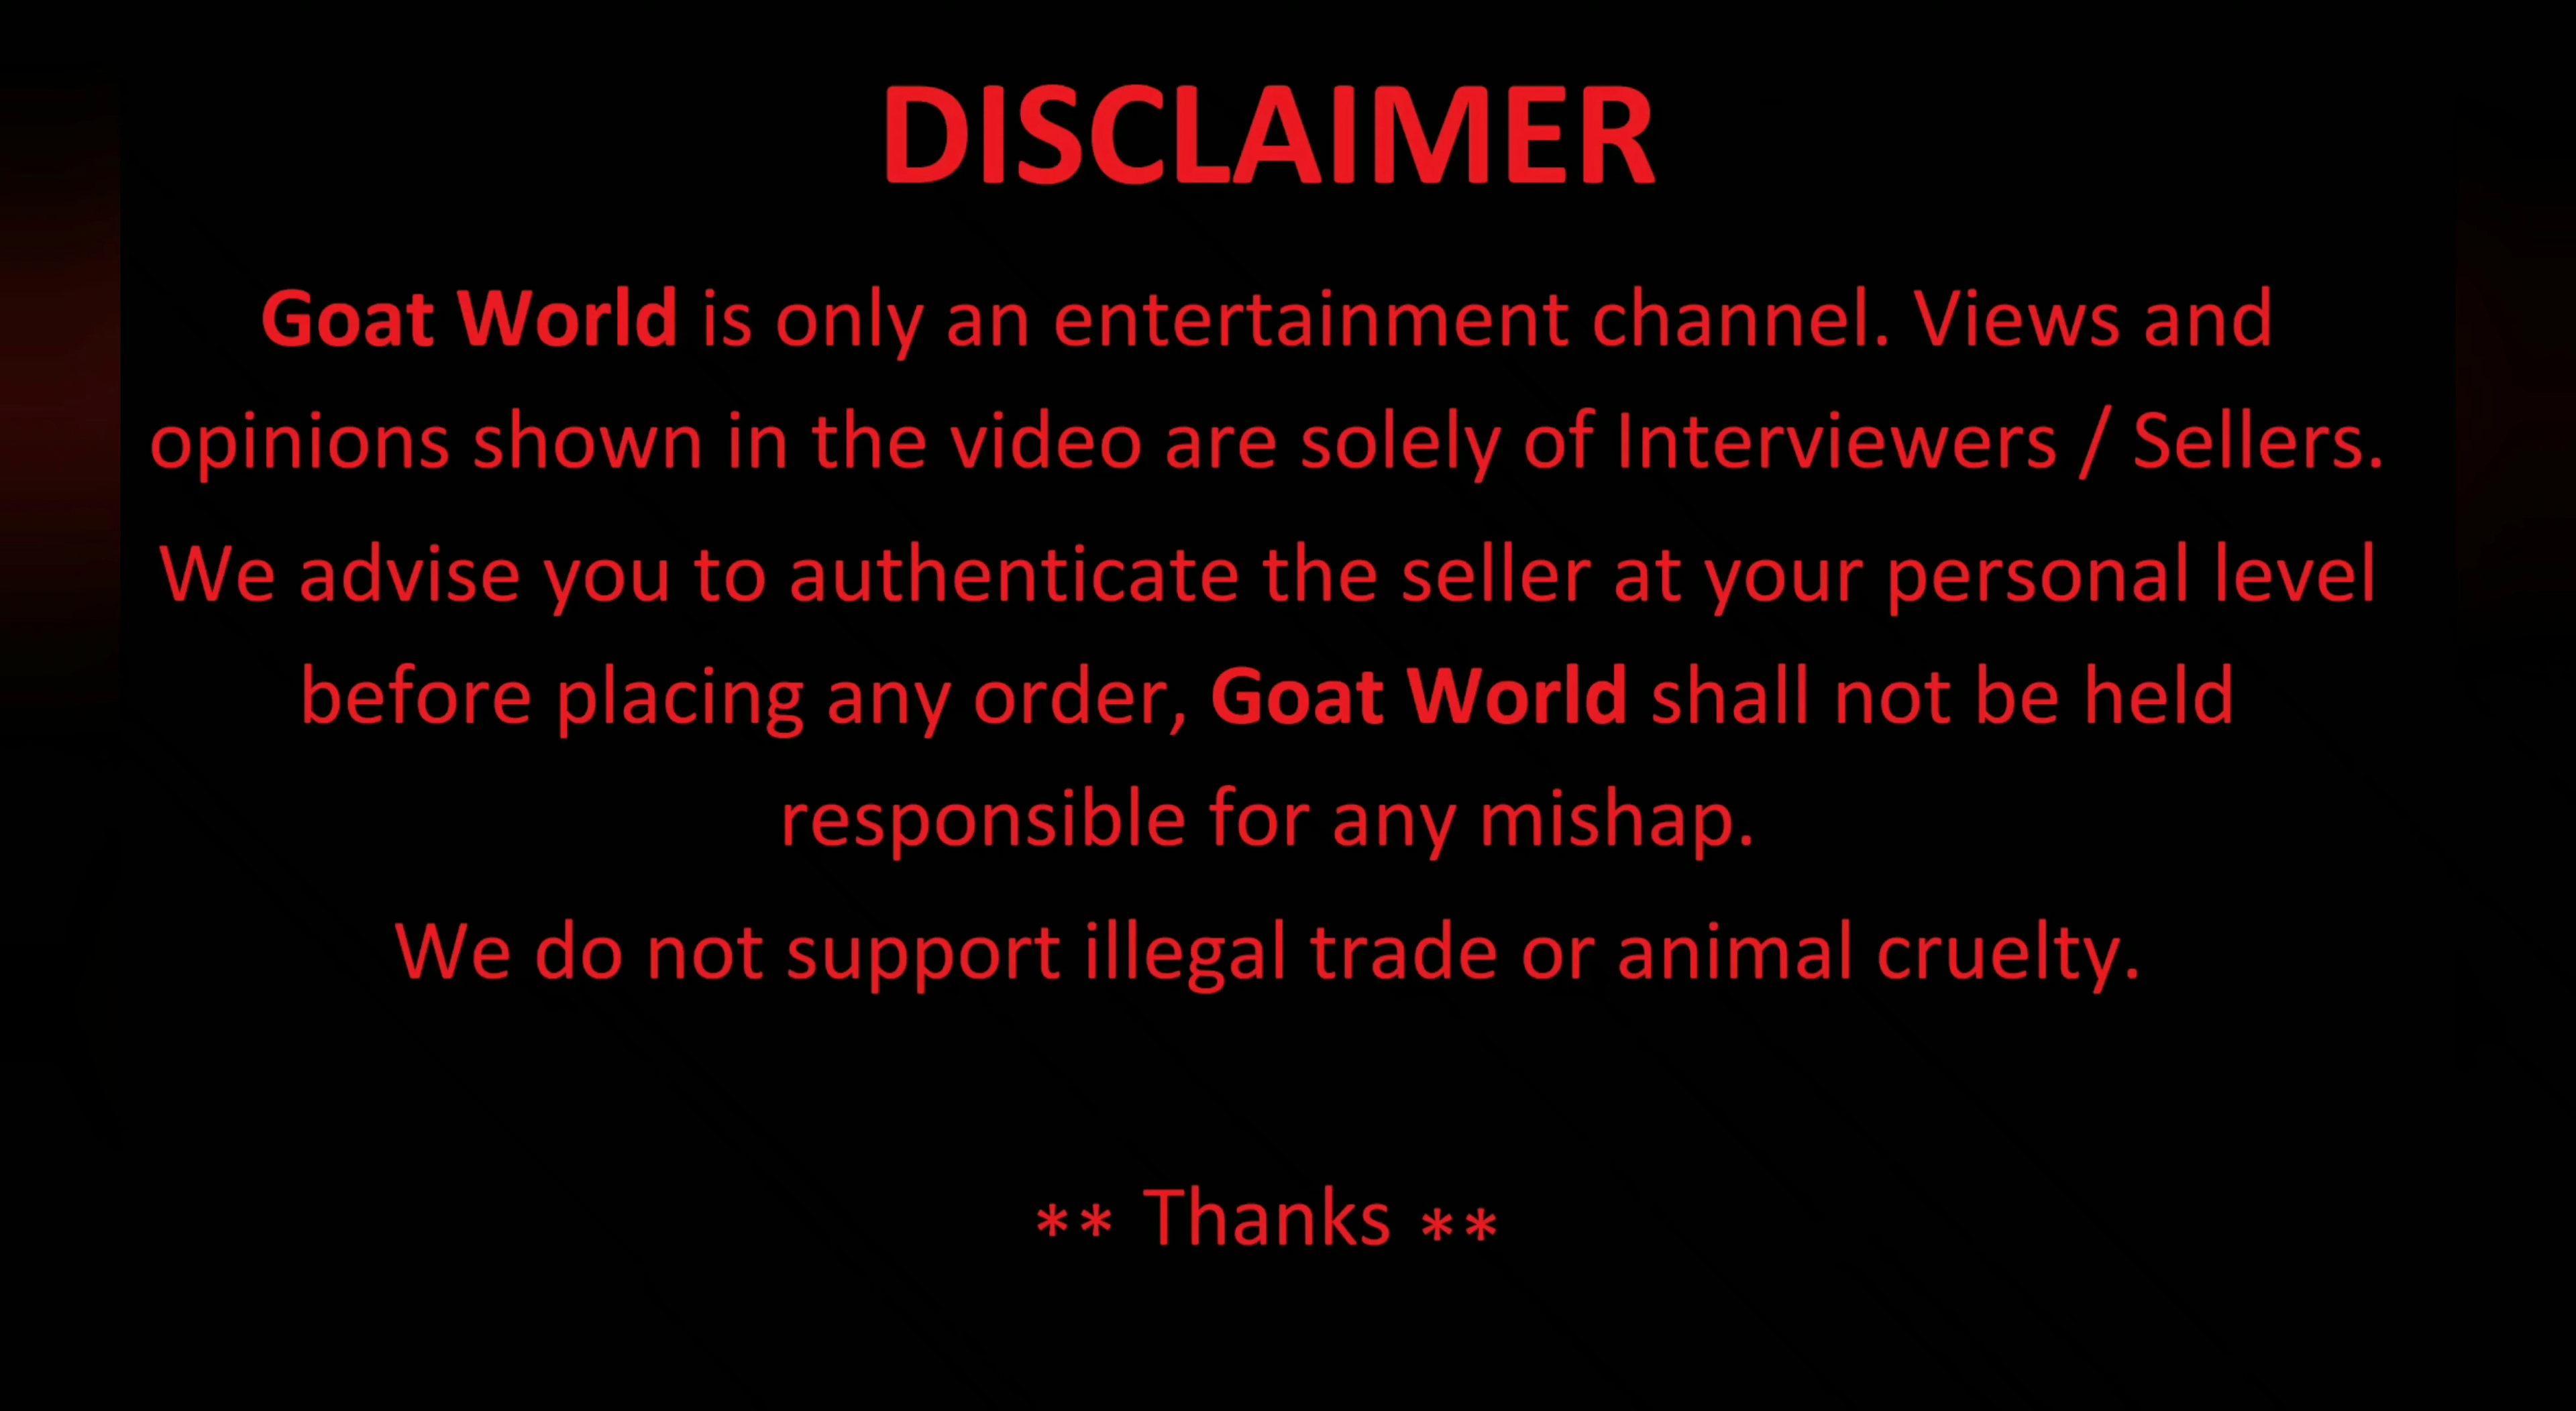 DISCLAIMER
Goat World is only an entertainment channel. Views and
opinions shown in the video are solely of Interviewers / Sellers.
We advise you to authenticate the seller at your personal level
before placing any order, Goat World shall not be held
responsible for any mishap.
We do not support illegal trade or animal cruelty.
** Thanks **